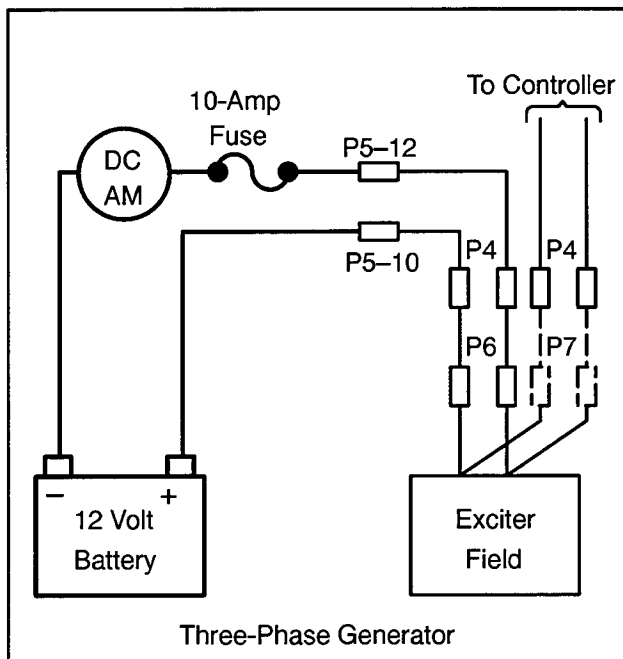 To Controller
10-Amp
Fuse
DC
AM
P5–12
P5–10
P4
P4
P6
P7
– +
12 Volt
Battery
Exciter
Field
Three-Phase Generator